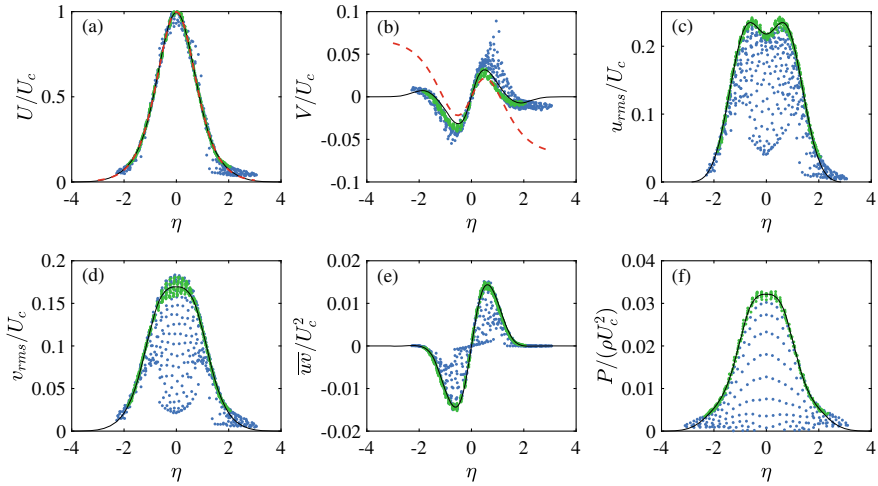 (a)
U/U_c
1
0.5
0
-4 -2 0 2 4
η
(b)
V/U_c
0.1
0.05
0
-0.05
-0.1
-4 -2 0 2 4
η
(c)
u_{rms}/U_c
0.2
0.1
0
-4 -2 0 2 4
η
(d)
v_{rms}/U_c
0.2
0.15
0.1
0.05
0
-4 -2 0 2 4
η
(e)
\overline{uv}/U_c^2
0.02
0.01
0
-0.01
-0.02
-4 -2 0 2 4
η
(f)
P/(ρU_c^2)
0.04
0.03
0.02
0.01
0
-4 -2 0 2 4
η